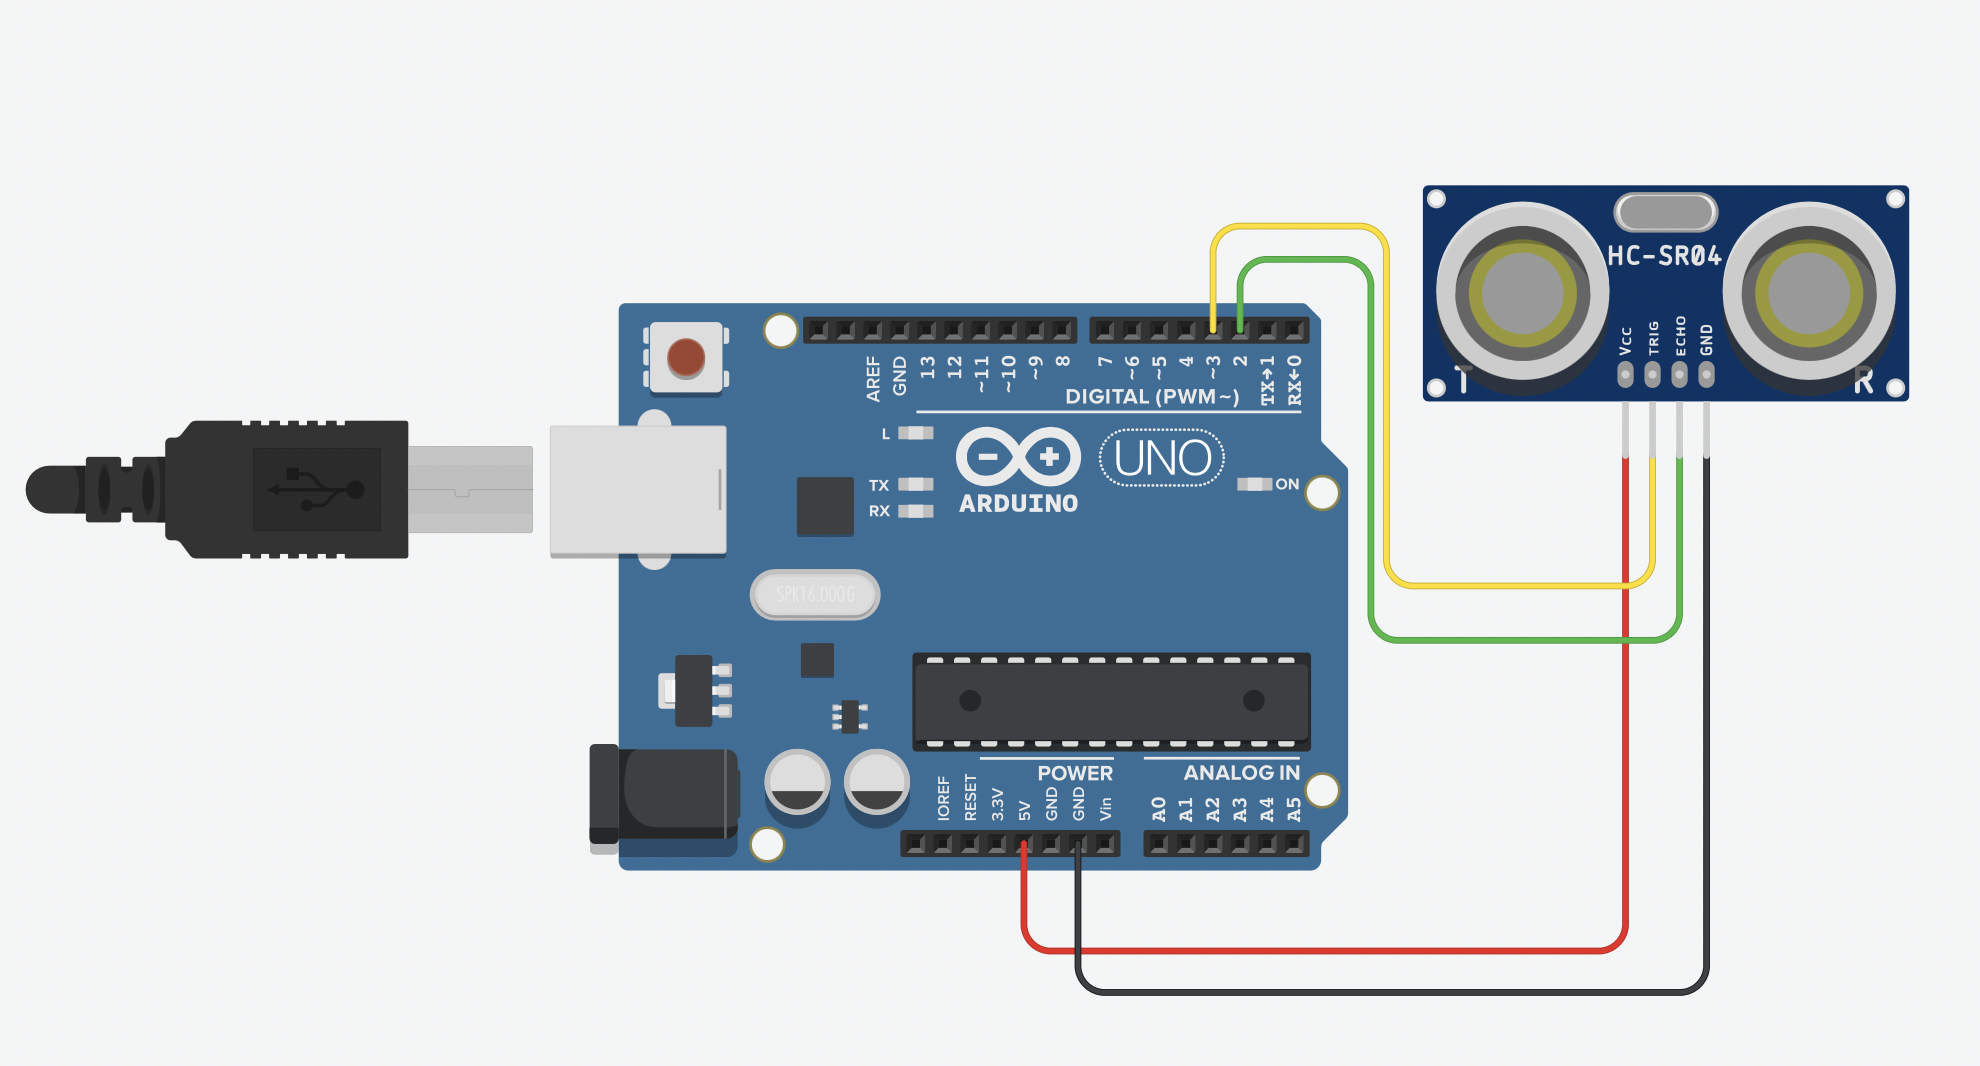 HC-SR04
VCC
TRIG
ECHO
GND
T
R
AREF
GND
13
12
~11
~10
~9
8
7
~6
~5
4
~3
2
TX→1
RX←0
DIGITAL (PWM~)
L
TX
RX
ARDUINO
UNO
ON
SPK16.000G
POWER
ANALOG IN
IOREF
RESET
3.3V
5V
GND
GND
Vin
A0
A1
A2
A3
A4
A5